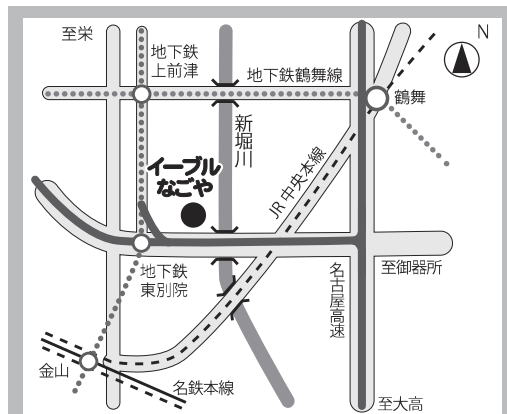 至栄
N
地下鉄
上前津
地下鉄鶴舞線
鶴舞
新堀川
イーブル
なごや
JR中央本線
地下鉄
東別院
名古屋高速
至御器所
金山
名鉄本線
至大高